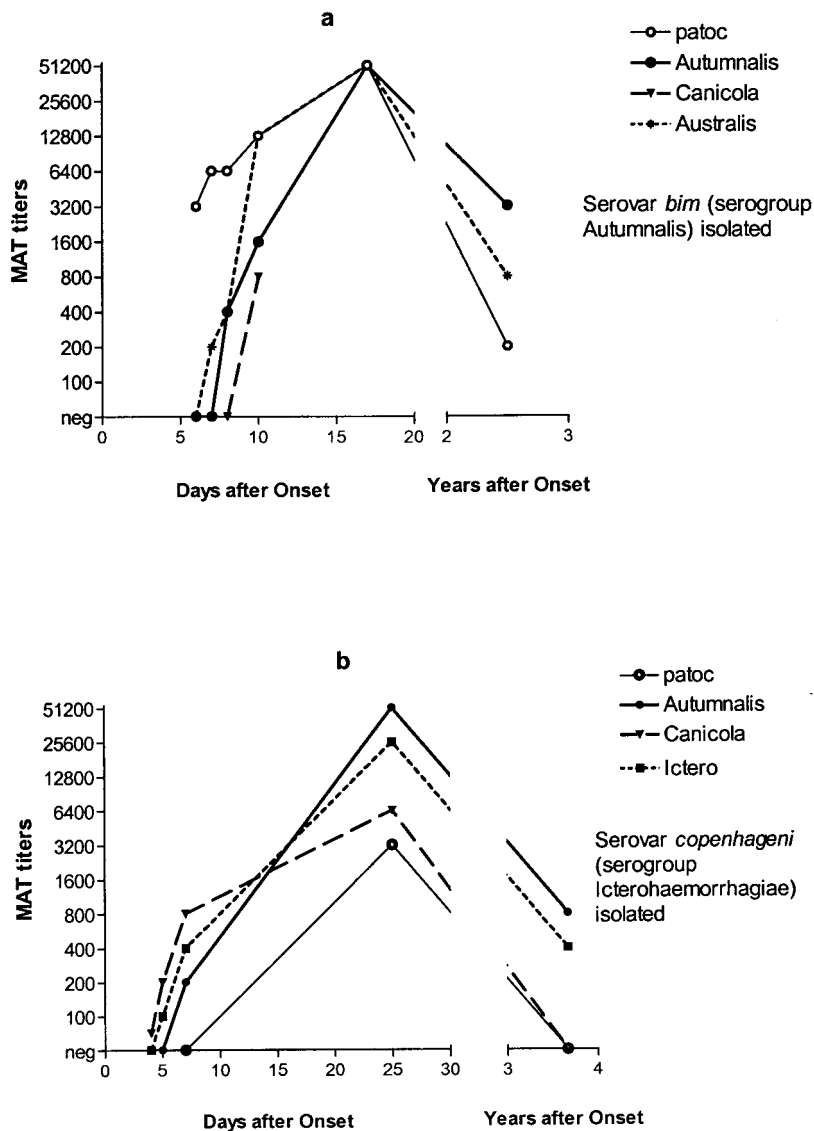 a
patoc
Autumnalis
Canicola
Australis
MAT titers
51200
25600
12800
6400
3200
1600
800
400
200
100
neg
0 5 10 15 20 2 3
Days after Onset Years after Onset
Serovar bim (serogroup
Autumnalis) isolated
b
patoc
Autumnalis
Canicola
Ictero
MAT titers
51200
25600
12800
6400
3200
1600
800
400
200
100
neg
0 5 10 15 20 25 30 3 4
Days after Onset Years after Onset
Serovar copenhageni
(serogroup
Icterohaemorrhagiae)
isolated